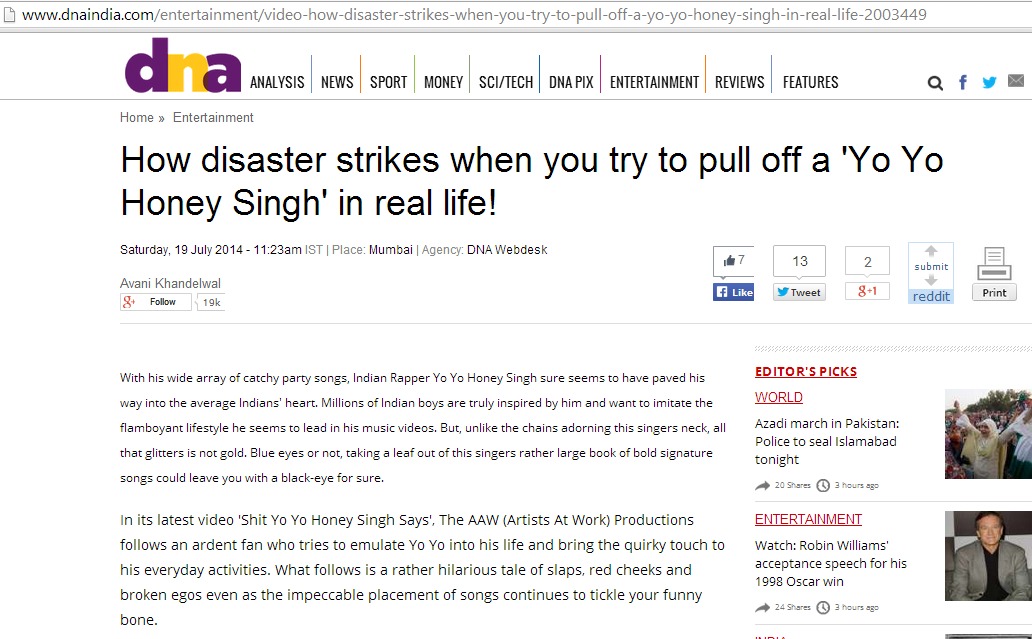 www.dnaindia.com/entertainment/video-how-disaster-strikes-when-you-try-to-pull-off-a-yo-yo-honey-singh-in-real-life-2003449
dna
ANALYSIS NEWS SPORT MONEY SCI/TECH DNA PIX ENTERTAINMENT REVIEWS FEATURES
f
Home » Entertainment
How disaster strikes when you try to pull off a 'Yo Yo
Honey Singh' in real life!
Saturday, 19 July 2014 - 11:23am IST | Place: Mumbai | Agency: DNA Webdesk
Avani Khandelwal
g+ Follow 19k
7 13 2 submit
Like Tweet g+1 reddit Print
With his wide array of catchy party songs, Indian Rapper Yo Yo Honey Singh sure seems to have paved his
way into the average Indians' heart. Millions of Indian boys are truly inspired by him and want to imitate the
flamboyant lifestyle he seems to lead in his music videos. But, unlike the chains adorning this singers neck, all
that glitters is not gold. Blue eyes or not, taking a leaf out of this singers rather large book of bold signature
songs could leave you with a black-eye for sure.
In its latest video 'Shit Yo Yo Honey Singh Says', The AAW (Artists At Work) Productions
follows an ardent fan who tries to emulate Yo Yo into his life and bring the quirky touch to
his everyday activities. What follows is a rather hilarious tale of slaps, red cheeks and
broken egos even as the impeccable placement of songs continues to tickle your funny
bone.
EDITOR'S PICKS
WORLD
Azadi march in Pakistan:
Police to seal Islamabad
tonight
20 Shares 3 hours ago
ENTERTAINMENT
Watch: Robin Williams'
acceptance speech for his
1998 Oscar win
24 Shares 3 hours ago